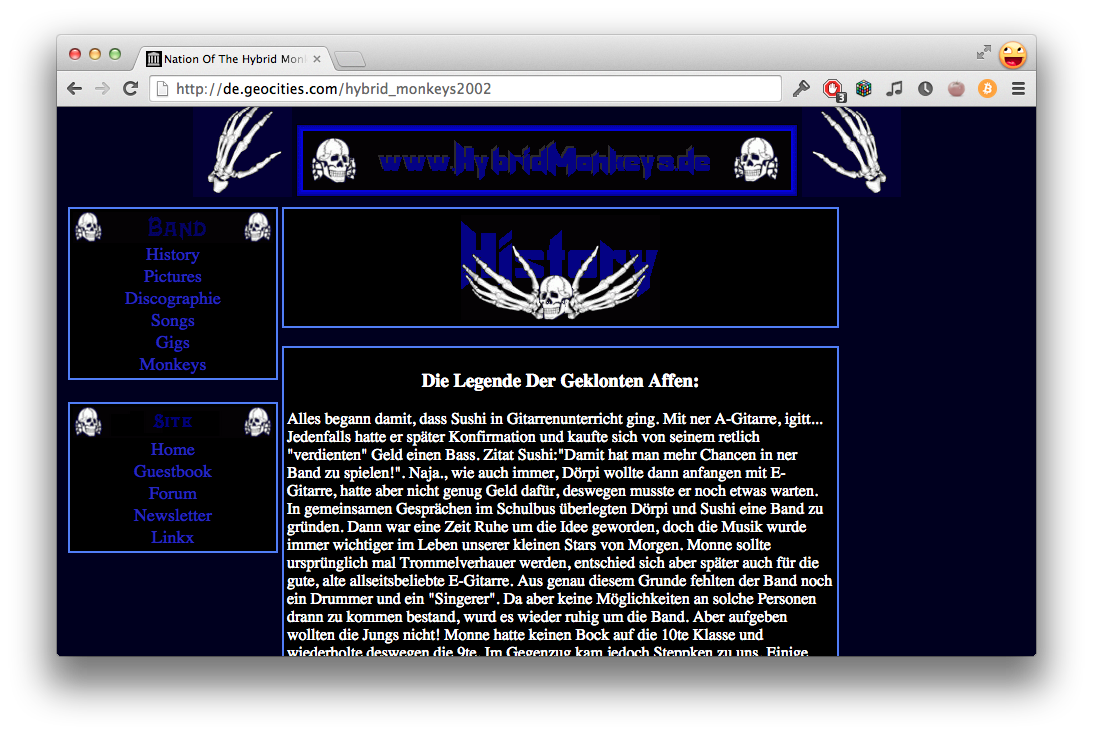 Nation Of The Hybrid Mon
http://de.geocities.com/hybrid_monkeys2002
3
www.HybridMonkeys.de
Band
History
Pictures
Discographie
Songs
Gigs
Monkeys
Site
Home
Guestbook
Forum
Newsletter
Linkx
History
Die Legende Der Geklonten Affen:
Alles begann damit, dass Sushi in Gitarrenunterricht ging. Mit ner A-Gitarre, igitt...
Jedenfalls hatte er später Konfirmation und kaufte sich von seinem retlich
"verdienten" Geld einen Bass. Zitat Sushi:"Damit hat man mehr Chancen in ner
Band zu spielen!". Naja., wie auch immer, Dörpi wollte dann anfangen mit E-
Gitarre, hatte aber nicht genug Geld dafür, deswegen musste er noch etwas warten.
In gemeinsamen Gesprächen im Schulbus überlegten Dörpi und Sushi eine Band zu
gründen. Dann war eine Zeit Ruhe um die Idee geworden, doch die Musik wurde
immer wichtiger im Leben unserer kleinen Stars von Morgen. Monne sollte
ursprünglich mal Trommelverhauer werden, entschied sich aber später auch für die
gute, alte allseitsbeliebte E-Gitarre. Aus genau diesem Grunde fehlten der Band noch
ein Drummer und ein "Singerer". Da aber keine Möglichkeiten an solche Personen
drann zu kommen bestand, wurd es wieder ruhig um die Band. Aber aufgeben
wollten die Jungs nicht! Monne hatte keinen Bock auf die 10te Klasse und
wiederholte deswegen die 9te. Im Gegenzug kam jedoch Steppken zu uns. Einige